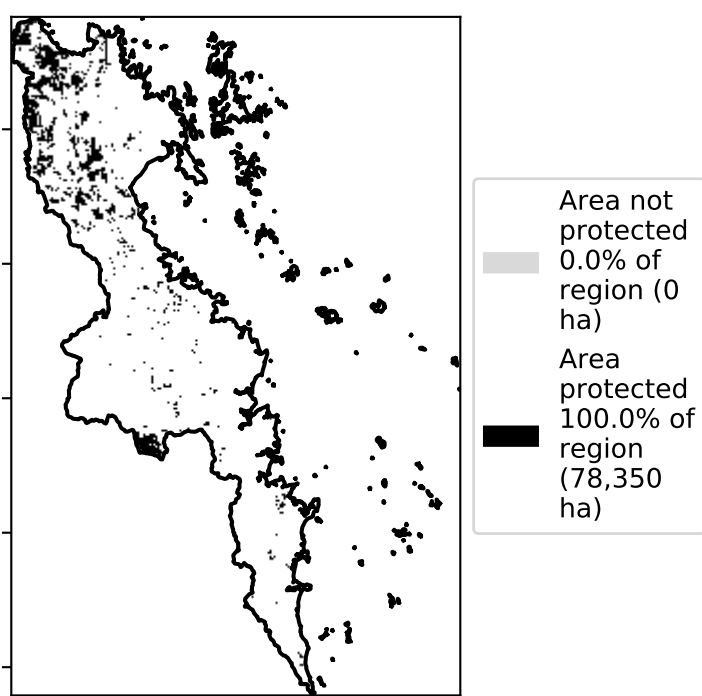 Area not
protected
0.0% of
region (0
ha)
Area
protected
100.0% of
region
(78,350
ha)